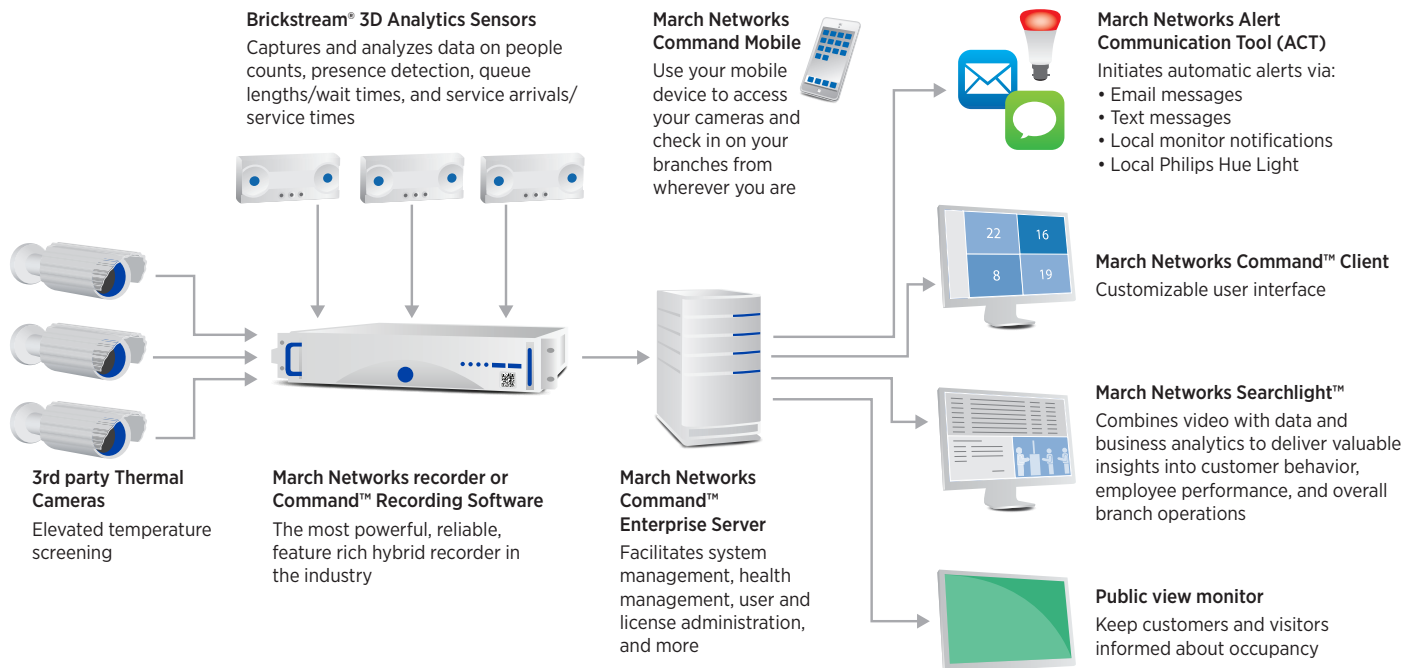 Brickstream® 3D Analytics Sensors
Captures and analyzes data on people
counts, presence detection, queue
lengths/wait times, and service arrivals/
service times
March Networks
Command Mobile
Use your mobile
device to access
your cameras and
check in on your
branches from
wherever you are
March Networks Alert
Communication Tool (ACT)
Initiates automatic alerts via:
• Email messages
• Text messages
• Local monitor notifications
• Local Philips Hue Light
22 16
8 19
March Networks Command™ Client
Customizable user interface
3rd party Thermal
Cameras
Elevated temperature
screening
March Networks recorder or
Command™ Recording Software
The most powerful, reliable,
feature rich hybrid recorder in
the industry
March Networks
Command™
Enterprise Server
Facilitates system
management, health
management, user and
license administration,
and more
March Networks Searchlight™
Combines video with data and
business analytics to deliver valuable
insights into customer behavior,
employee performance, and overall
branch operations
Public view monitor
Keep customers and visitors
informed about occupancy